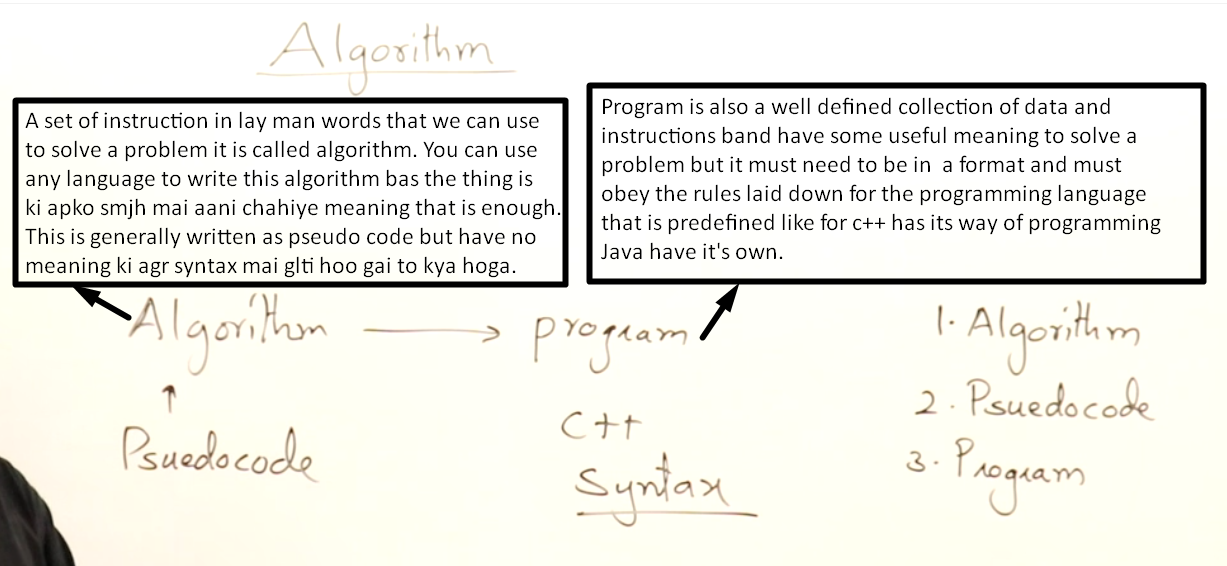 Algorithm
A set of instruction in lay man words that we can use
to solve a problem it is called algorithm. You can use
any language to write this algorithm bas the thing is
ki apko smjh mai aani chahiye meaning that is enough.
This is generally written as pseudo code but have no
meaning ki agr syntax mai glti hoo gai to kya hoga.
Program is also a well defined collection of data and
instructions band have some useful meaning to solve a
problem but it must need to be in a format and must
obey the rules laid down for the programming language
that is predefined like for c++ has its way of programming
Java have it's own.
Algorithm → program
↑
Psuedocode
C++
Syntax
1. Algorithm
2. Psuedocode
3. Program